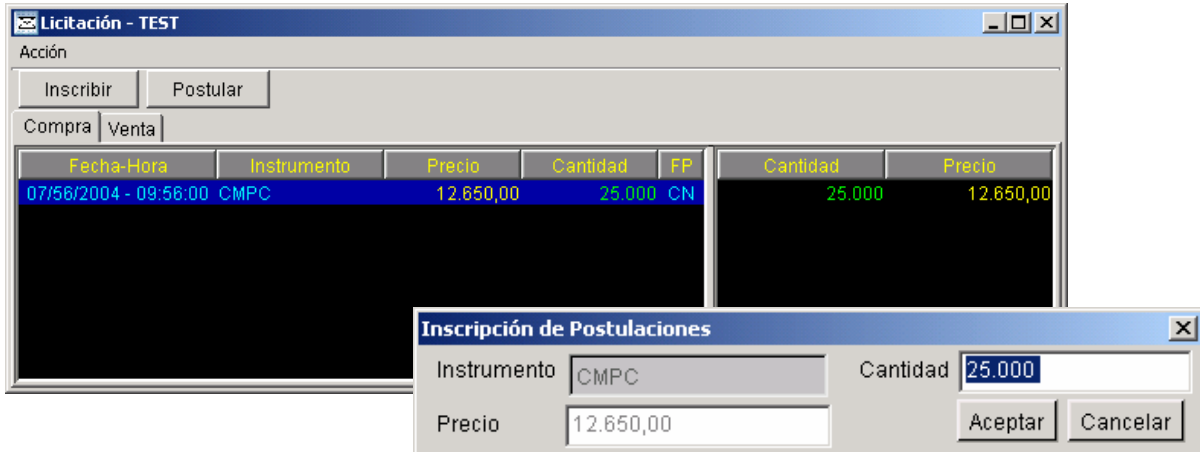 Licitación - TEST
Acción
Inscribir Postular
Compra Venta
Fecha-Hora Instrumento Precio Cantidad FP Cantidad Precio
07/56/2004 - 09:56:00 CMPC 12.650,00 25.000 CN 25.000 12.650,00
Inscripción de Postulaciones
Instrumento CMPC Cantidad 25.000
Precio 12.650,00 Aceptar Cancelar